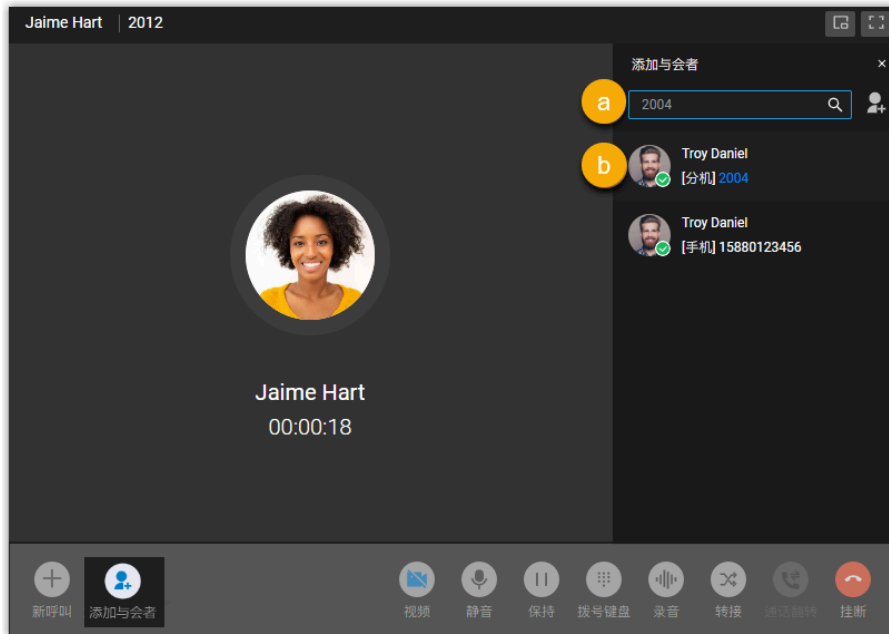 Jaime Hart | 2012
添加与会者 ×
a
2004
b
Troy Daniel
[分机] 2004
Troy Daniel
[手机] 15880123456
Jaime Hart
00:00:18
新呼叫 添加与会者 视频 静音 保持 拨号键盘 录音 转接 通话翻转 挂断